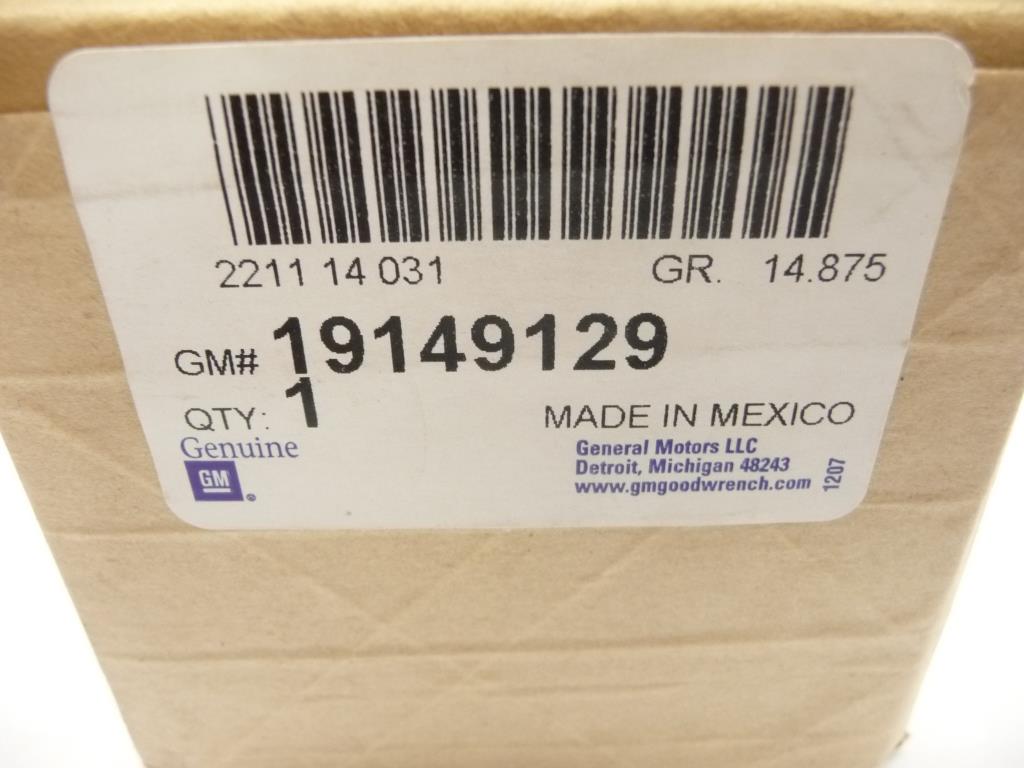 2211 14 031 GR. 14.875
GM# 19149129
QTY: 1 MADE IN MEXICO
Genuine
GM ®
General Motors LLC
Detroit, Michigan 48243
www.gmgoodwrench.com
1207